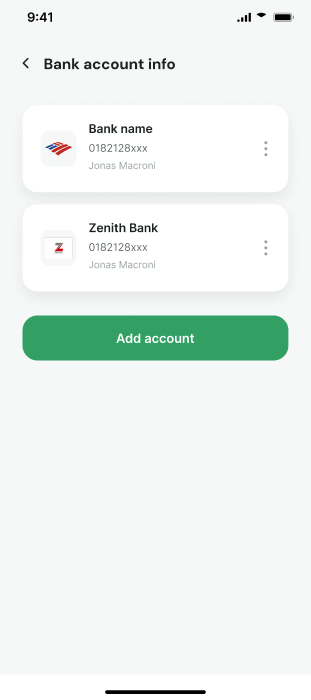 9:41
Bank account info
Bank name
0182128xxx
Jonas Macroni
Zenith Bank
0182128xxx
Jonas Macroni
Add account